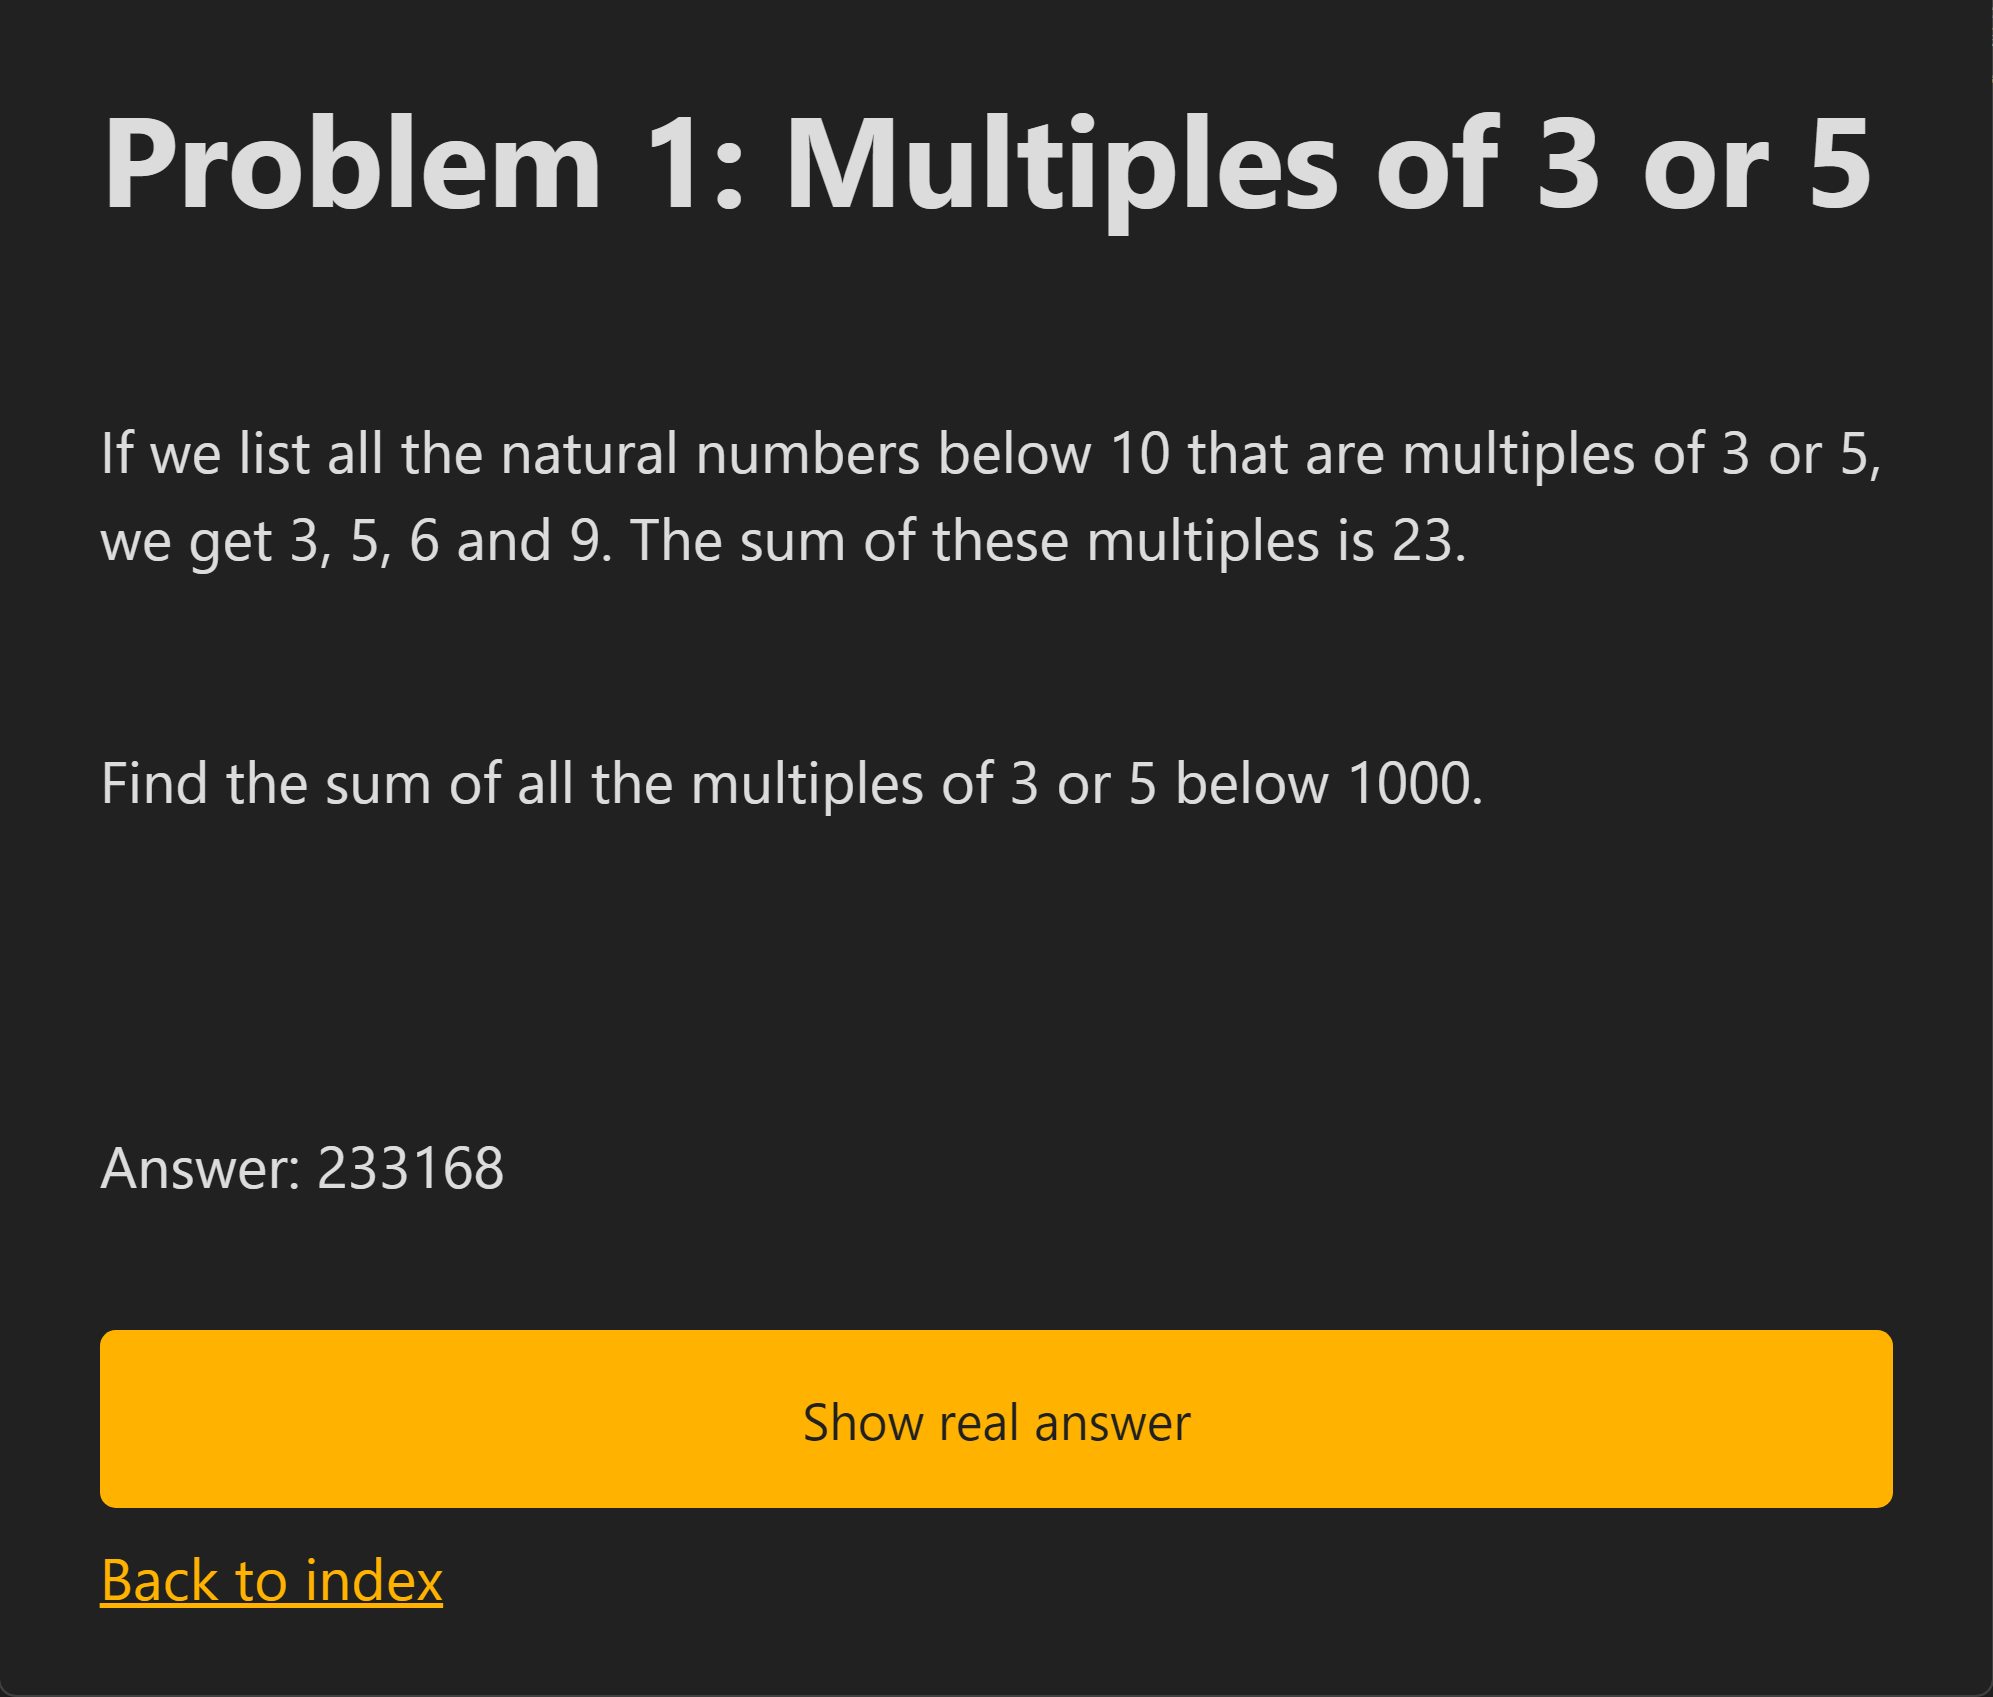 Problem 1: Multiples of 3 or 5
If we list all the natural numbers below 10 that are multiples of 3 or 5,
we get 3, 5, 6 and 9. The sum of these multiples is 23.
Find the sum of all the multiples of 3 or 5 below 1000.
Answer: 233168
Show real answer
Back to index